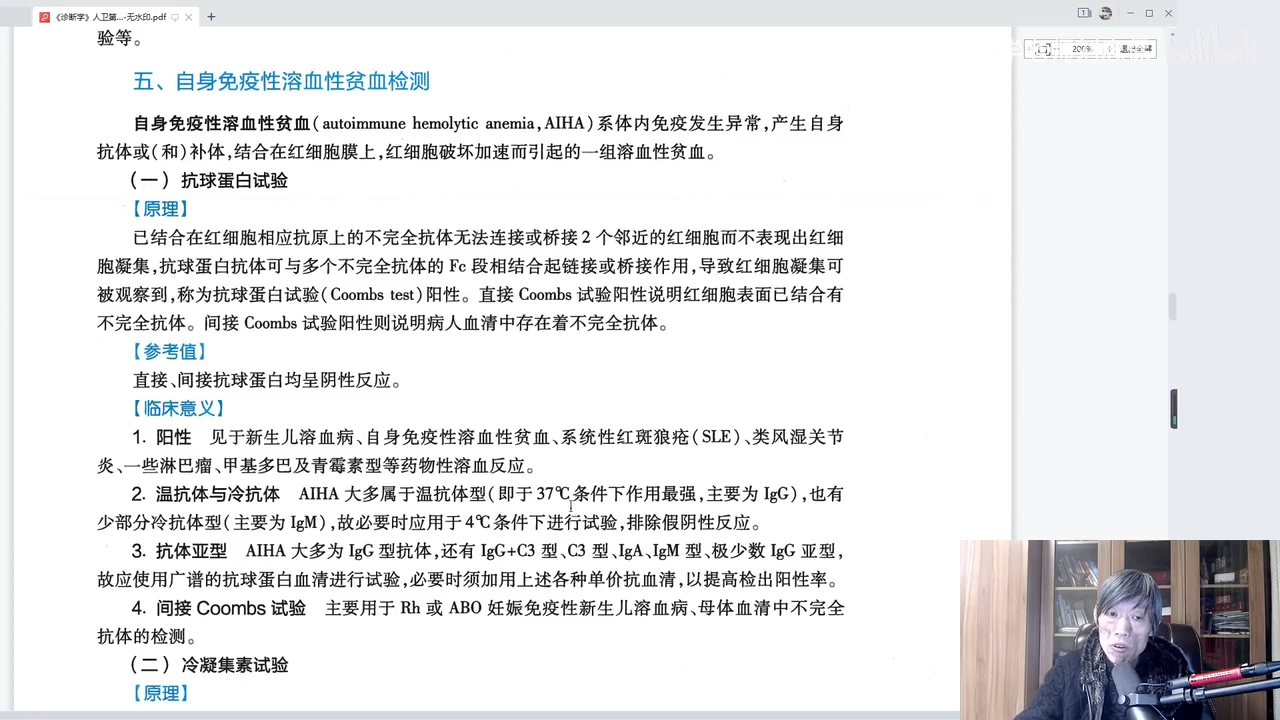 《诊断学》人卫第...-无水印.pdf
200%
验等。
五、自身免疫性溶血性贫血检测
自身免疫性溶血性贫血(autoimmune hemolytic anemia,AIHA)系体内免疫发生异常,产生自身
抗体或(和)补体,结合在红细胞膜上,红细胞破坏加速而引起的一组溶血性贫血。
(一)抗球蛋白试验
【原理】
已结合在红细胞相应抗原上的不完全抗体无法连接或桥接2个邻近的红细胞而不表现出红细
胞凝集,抗球蛋白抗体可与多个不完全抗体的Fc段相结合起链接或桥接作用,导致红细胞凝集可
被观察到,称为抗球蛋白试验(Coombs test)阳性。直接Coombs试验阳性说明红细胞表面已结合有
不完全抗体。间接Coombs试验阳性则说明病人血清中存在着不完全抗体。
【参考值】
直接、间接抗球蛋白均呈阴性反应。
【临床意义】
1. 阳性 见于新生儿溶血病、自身免疫性溶血性贫血、系统性红斑狼疮(SLE)、类风湿关节
炎、一些淋巴瘤、甲基多巴及青霉素型等药物性溶血反应。
2. 温抗体与冷抗体 AIHA大多属于温抗体型(即于37℃条件下作用最强,主要为IgG),也有
少部分冷抗体型(主要为IgM),故必要时应用于4℃条件下进行试验,排除假阴性反应。
3. 抗体亚型 AIHA大多为IgG型抗体,还有IgG+C3型、C3型、IgA、IgM型、极少数IgG亚型,
故应使用广谱的抗球蛋白血清进行试验,必要时须加用上述各种单价抗血清,以提高检出阳性率。
4. 间接Coombs试验 主要用于Rh或ABO妊娠免疫性新生儿溶血病、母体血清中不完全
抗体的检测。
(二)冷凝集素试验
【原理】